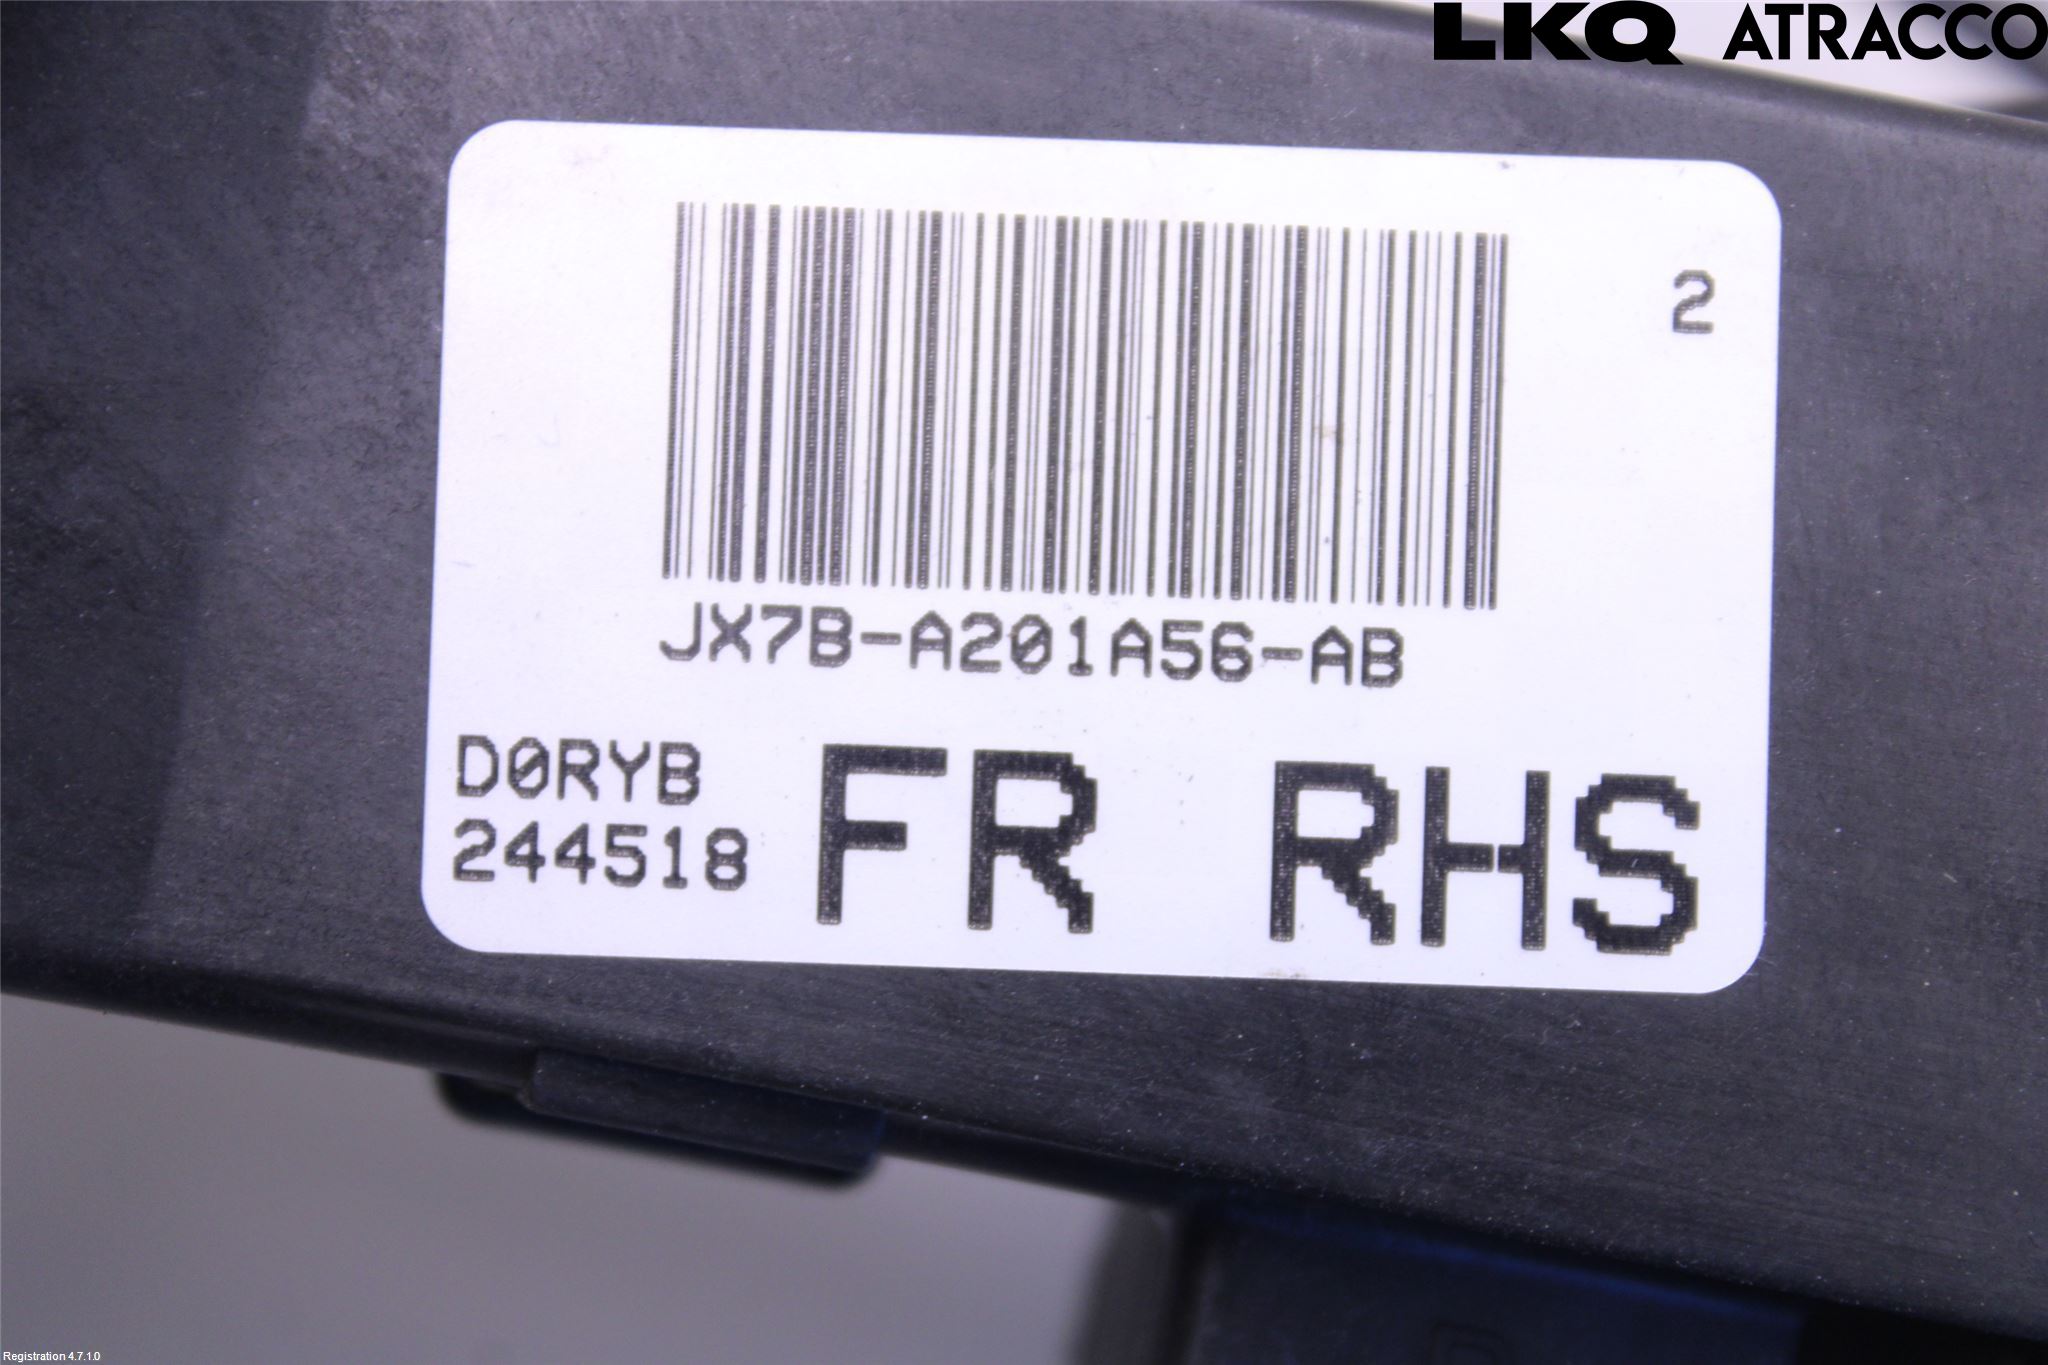 LKQ ATRACCO
2
JX7B-A201A56-AB
D0RYB
244518
FR RHS
Registration 4.7.1.0